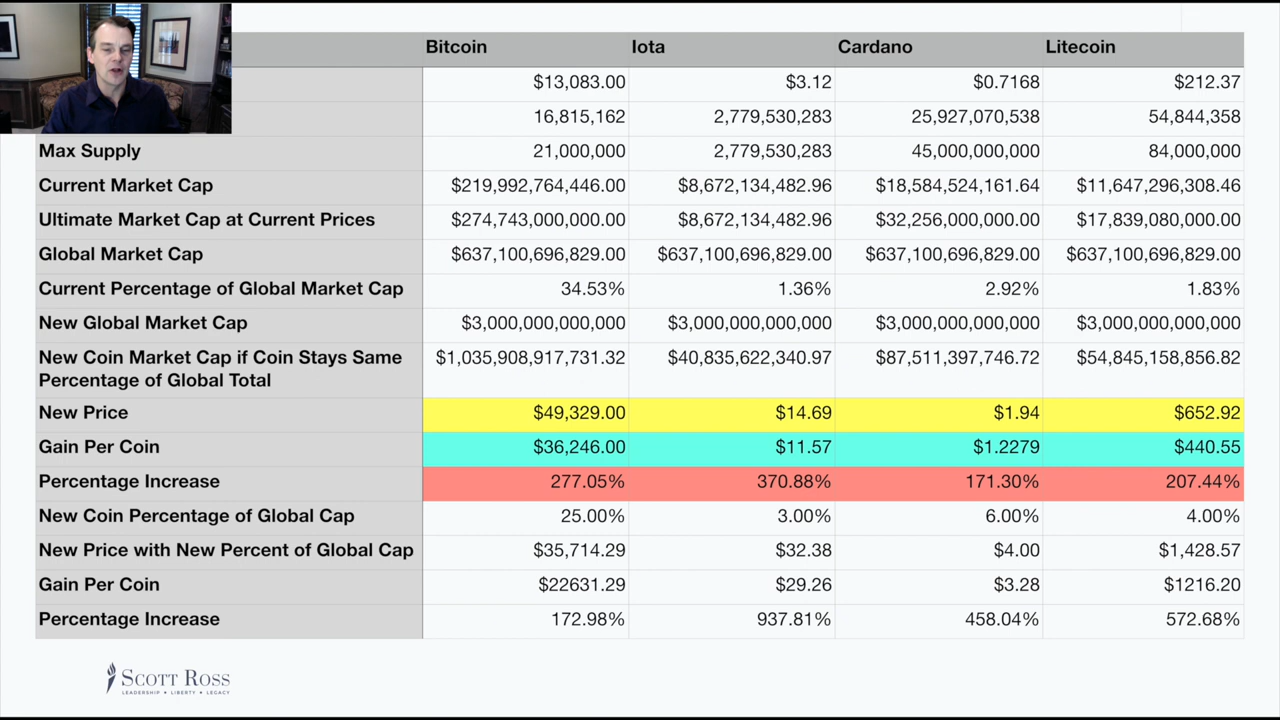 Bitcoin Iota Cardano Litecoin
$13,083.00 $3.12 $0.7168 $212.37
16,815,162 2,779,530,283 25,927,070,538 54,844,358
Max Supply 21,000,000 2,779,530,283 45,000,000,000 84,000,000
Current Market Cap $219,992,764,446.00 $8,672,134,482.96 $18,584,524,161.64 $11,647,296,308.46
Ultimate Market Cap at Current Prices $274,743,000,000.00 $8,672,134,482.96 $32,256,000,000.00 $17,839,080,000.00
Global Market Cap $637,100,696,829.00 $637,100,696,829.00 $637,100,696,829.00 $637,100,696,829.00
Current Percentage of Global Market Cap 34.53% 1.36% 2.92% 1.83%
New Global Market Cap $3,000,000,000,000 $3,000,000,000,000 $3,000,000,000,000 $3,000,000,000,000
New Coin Market Cap if Coin Stays Same $1,035,908,917,731.32 $40,835,622,340.97 $87,511,397,746.72 $54,845,158,856.82
Percentage of Global Total
New Price $49,329.00 $14.69 $1.94 $652.92
Gain Per Coin $36,246.00 $11.57 $1.2279 $440.55
Percentage Increase 277.05% 370.88% 171.30% 207.44%
New Coin Percentage of Global Cap 25.00% 3.00% 6.00% 4.00%
New Price with New Percent of Global Cap $35,714.29 $32.38 $4.00 $1,428.57
Gain Per Coin $22631.29 $29.26 $3.28 $1216.20
Percentage Increase 172.98% 937.81% 458.04% 572.68%
SCOTT ROSS
LEADERSHIP • LIBERTY • LEGACY